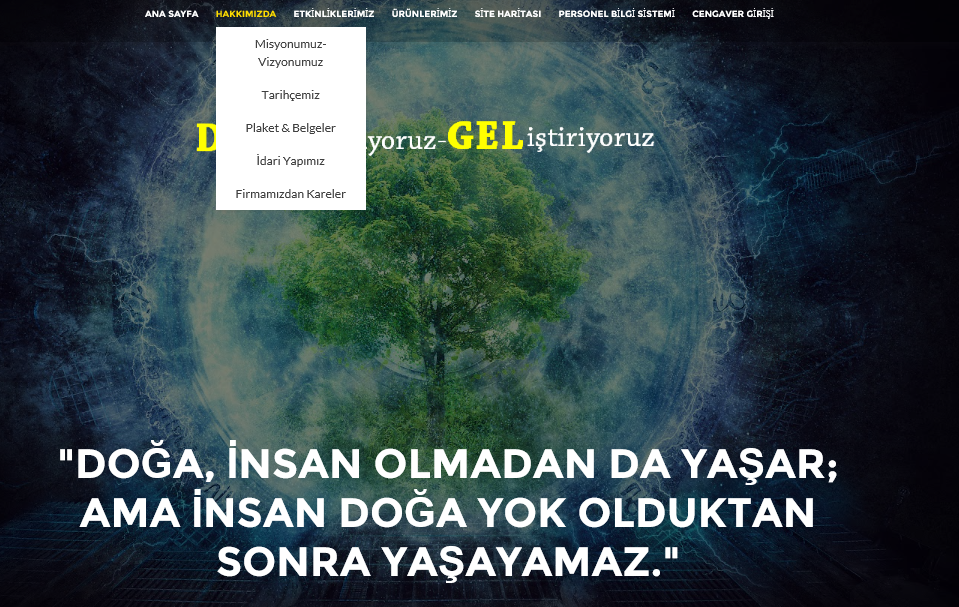 ANA SAYFA HAKKIMIZDA ETKİNLİKLERİMİZ ÜRÜNLERİMİZ SİTE HARİTASI PERSONEL BİLGİ SİSTEMİ CENGAVER GİRİŞİ
Misyonumuz-
Vizyonumuz
Tarihçemiz
Plaket & Belgeler
yoruz-GELiştiriyoruz
İdari Yapımız
Firmamızdan Kareler
"DOĞA, İNSAN OLMADAN DA YAŞAR;
AMA İNSAN DOĞA YOK OLDUKTAN
SONRA YAŞAYAMAZ."